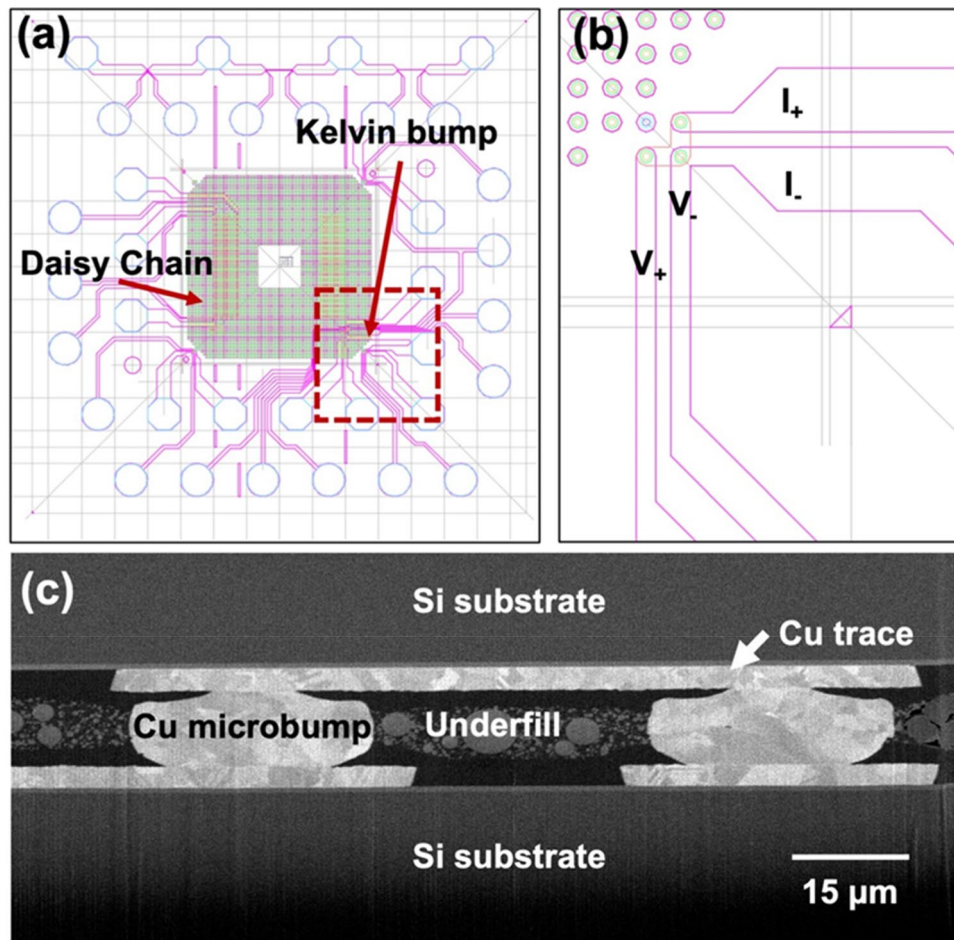 (a)
Kelvin bump
Daisy Chain
(b)
I+
I-
V-
V+
(c)
Si substrate
Cu trace
Cu microbump
Underfill
Si substrate
15 μm